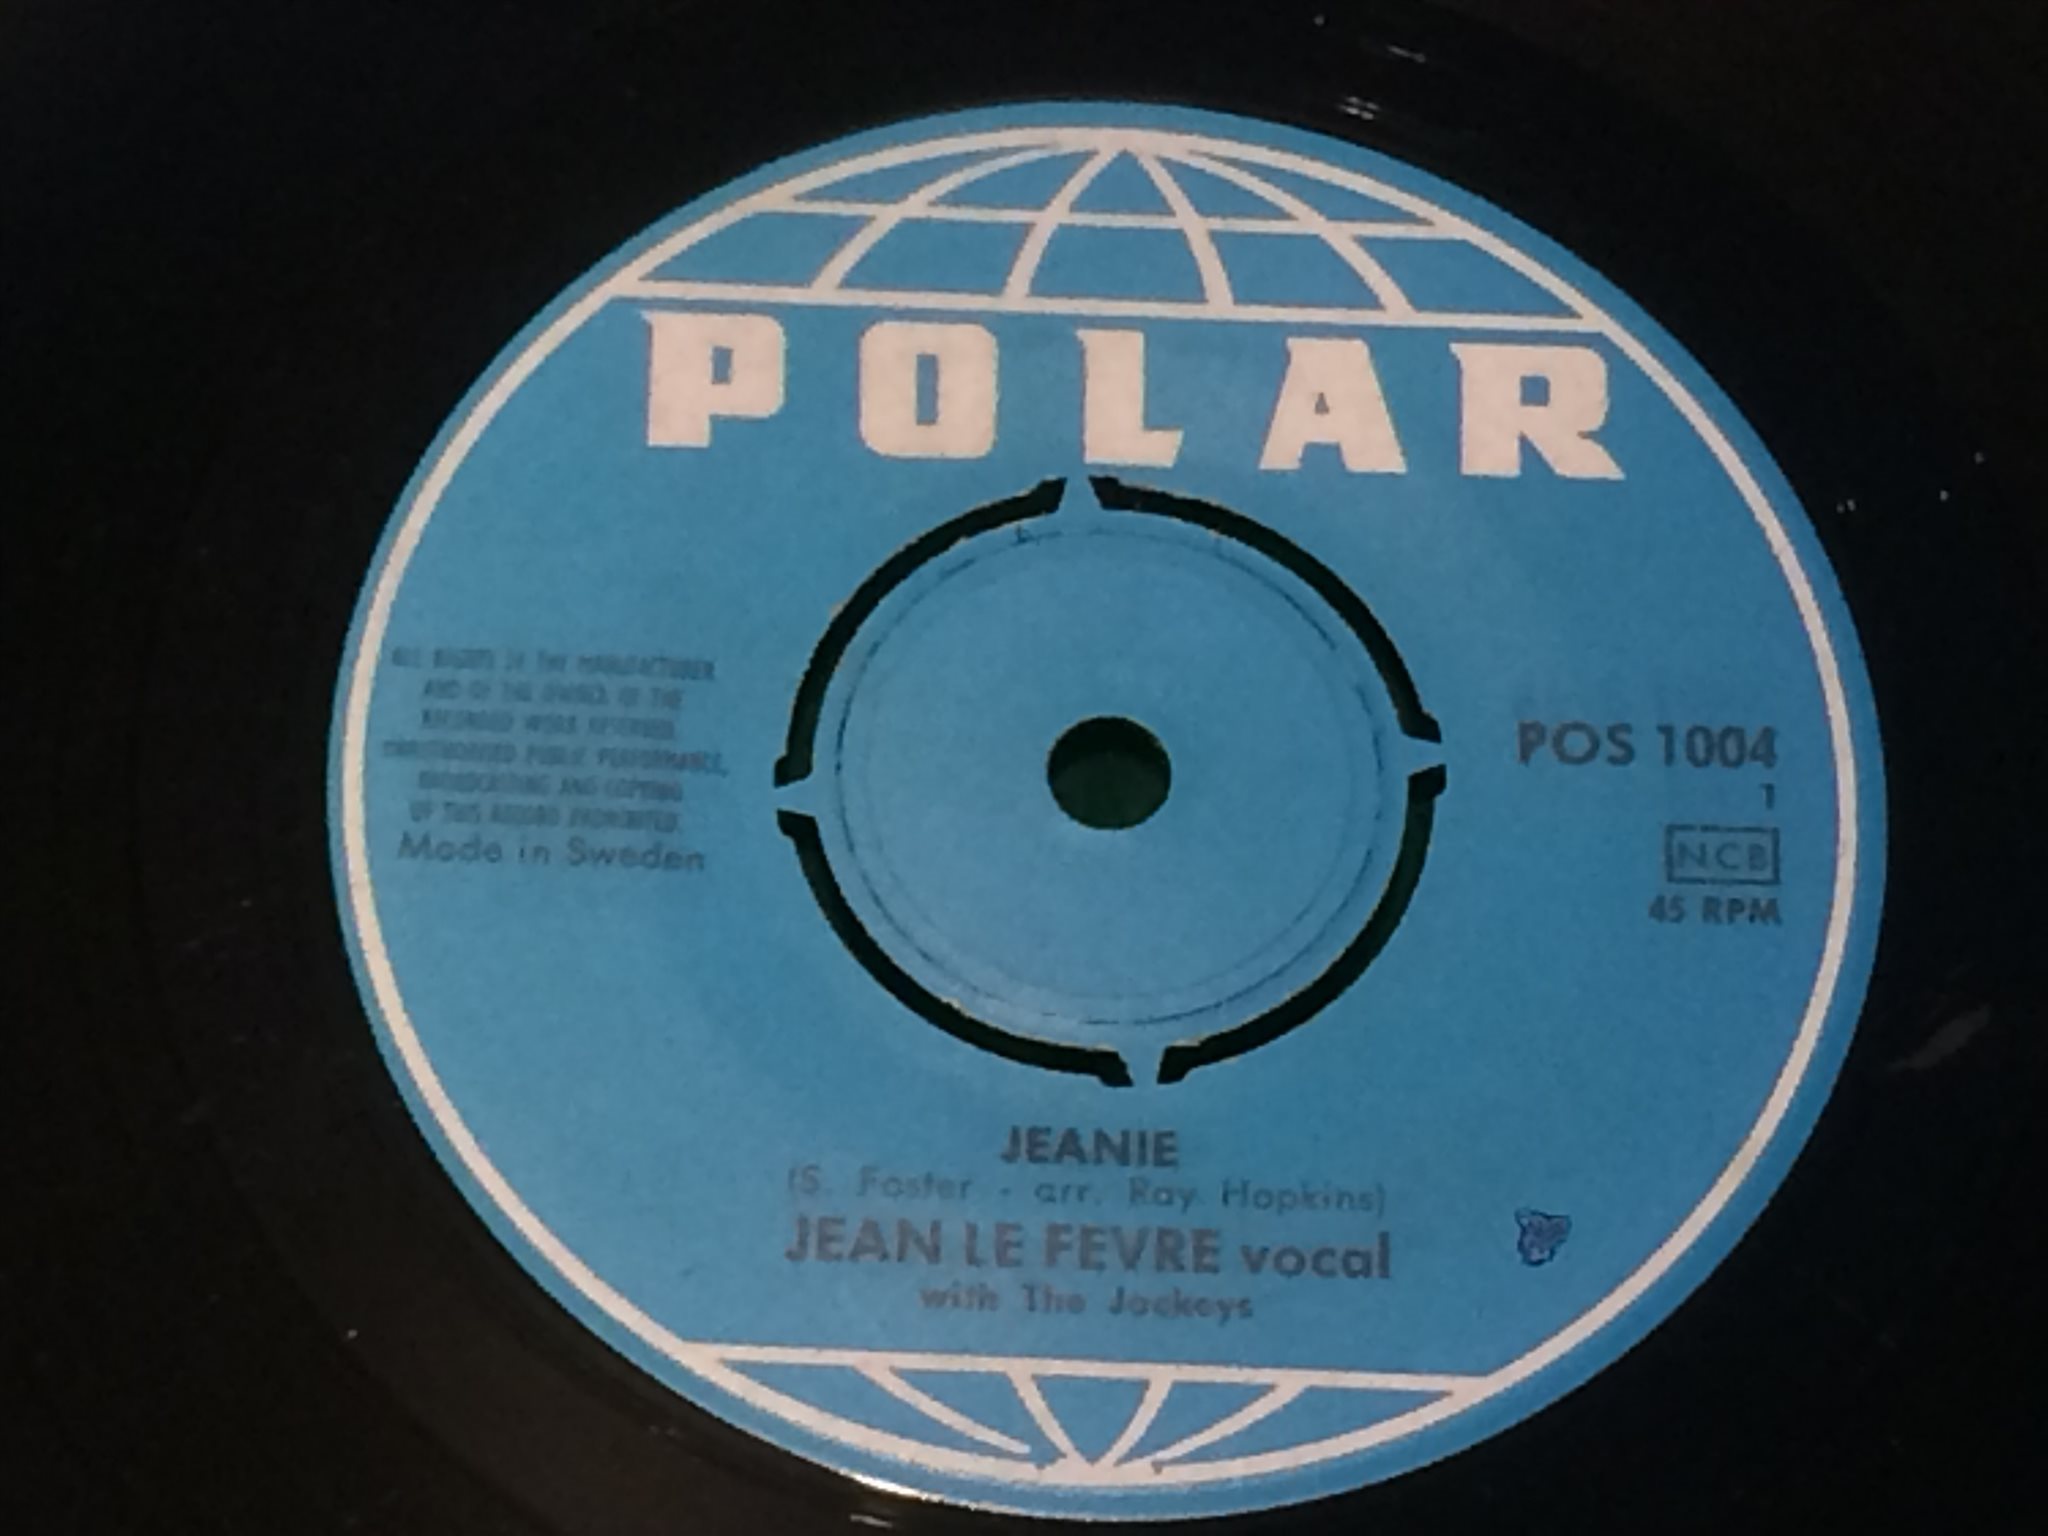 POLAR
ALL RIGHTS OF THE MANUFACTURER
AND OF THE OWNER OF THE
RECORDED WORK RESERVED.
UNAUTHORISED PUBLIC PERFORMANCE,
BROADCASTING AND COPYING
OF THIS RECORD PROHIBITED.
Made in Sweden
POS 1004
1
NCB
45 RPM
JEANIE
(S. Foster - arr. Ray Hopkins)
JEAN LE FEVRE vocal
with The Jockeys